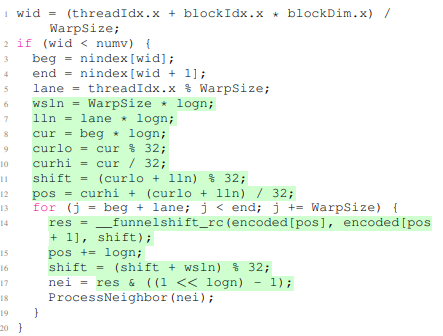 1 wid = (threadIdx.x + blockIdx.x * blockDim.x) /
WarpSize;
2 if (wid < numv) {
3 beg = nindex[wid];
4 end = nindex[wid + 1];
5 lane = threadIdx.x % WarpSize;
6 wsln = WarpSize * logn;
7 lln = lane * logn;
8 cur = beg * logn;
9 curlo = cur % 32;
10 curhi = cur / 32;
11 shift = (curlo + lln) % 32;
12 pos = curhi + (curlo + lln) / 32;
13 for (j = beg + lane; j < end; j += WarpSize) {
14 res = __funnelshift_rc(encoded[pos], encoded[pos
+ 1], shift);
15 pos += logn;
16 shift = (shift + wsln) % 32;
17 nei = res & ((1 << logn) - 1);
18 ProcessNeighbor(nei);
19 }
20 }